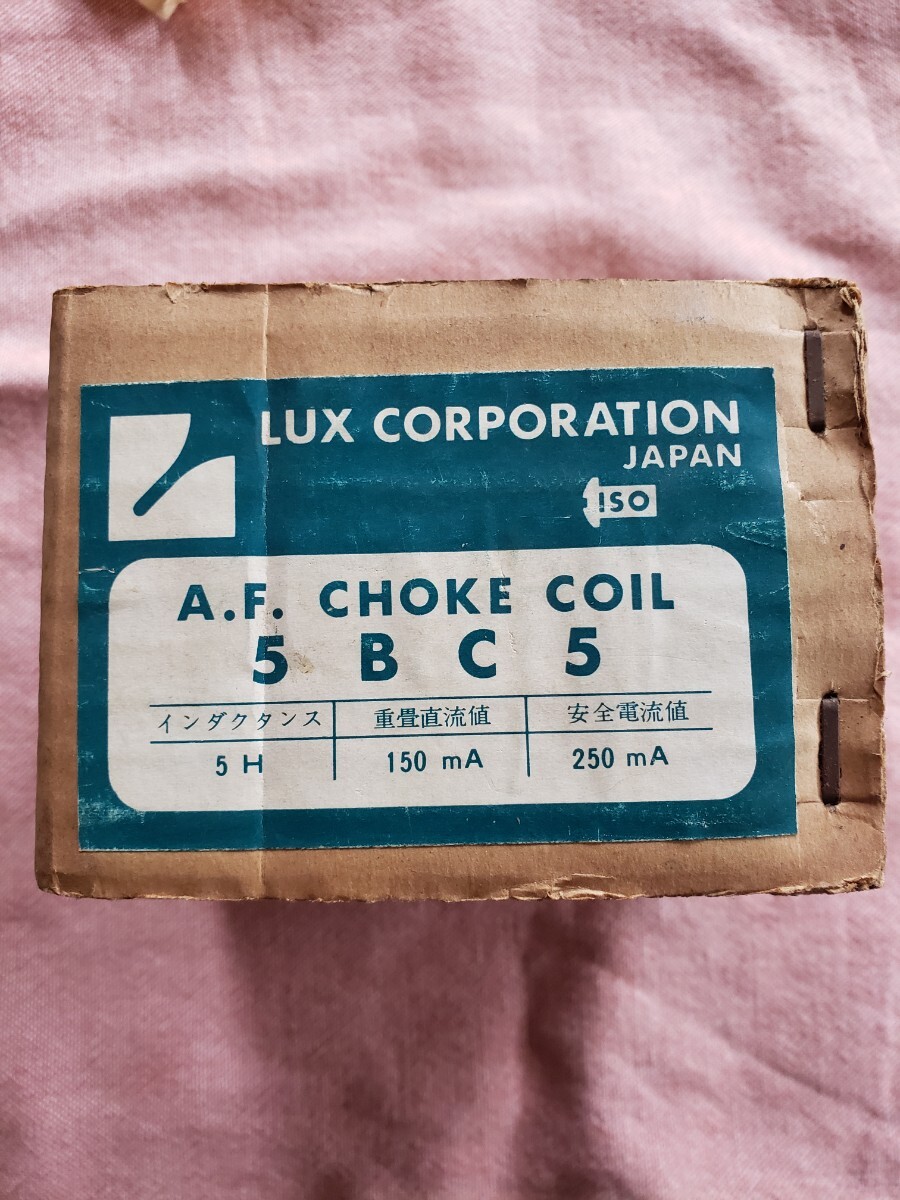 LUX CORPORATION
JAPAN
ISO
A.F. CHOKE COIL
5 B C 5
インダクタンス 重畳直流値 安全電流値
5 H 150 mA 250 mA